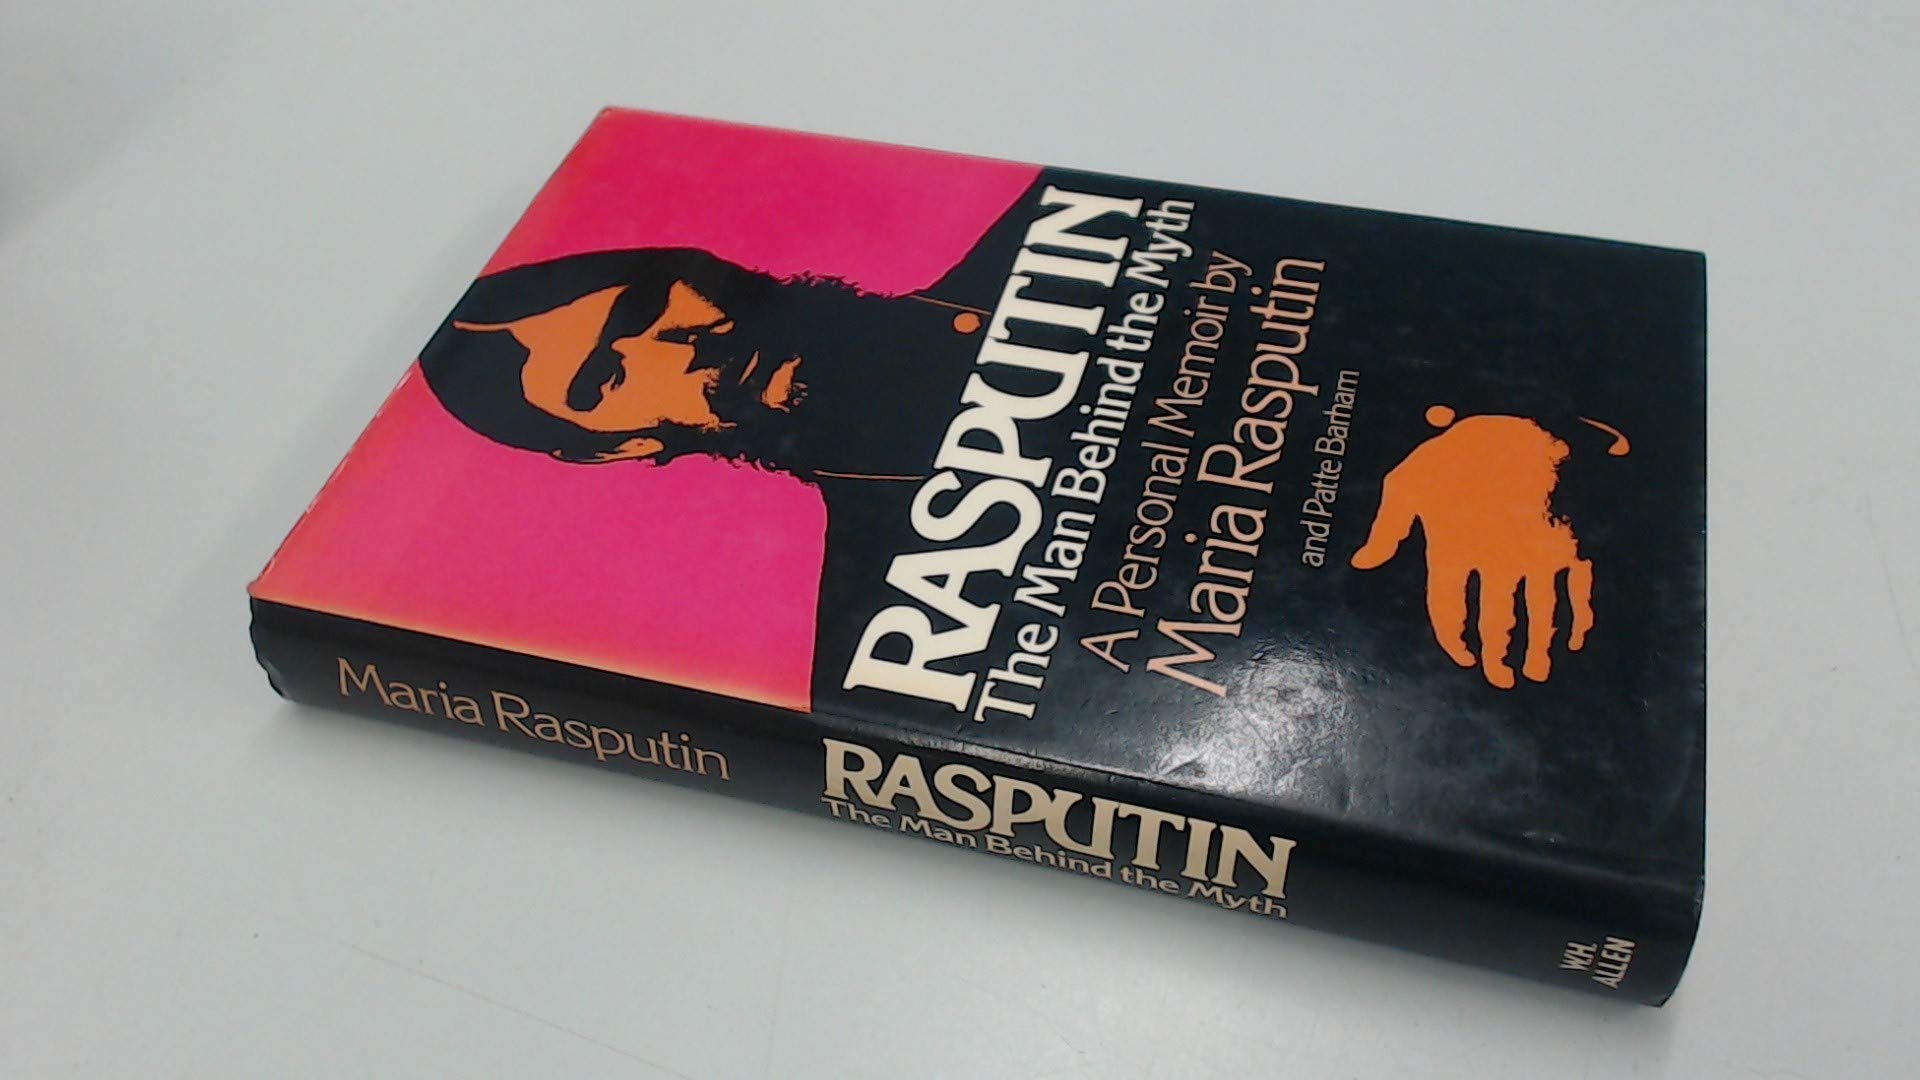 RASPUTIN
The Man Behind the Myth
A Personal Memoir by
Maria Rasputin
and Patte Barham
Maria Rasputin
RASPUTIN
The Man Behind the Myth
W.H.
ALLEN